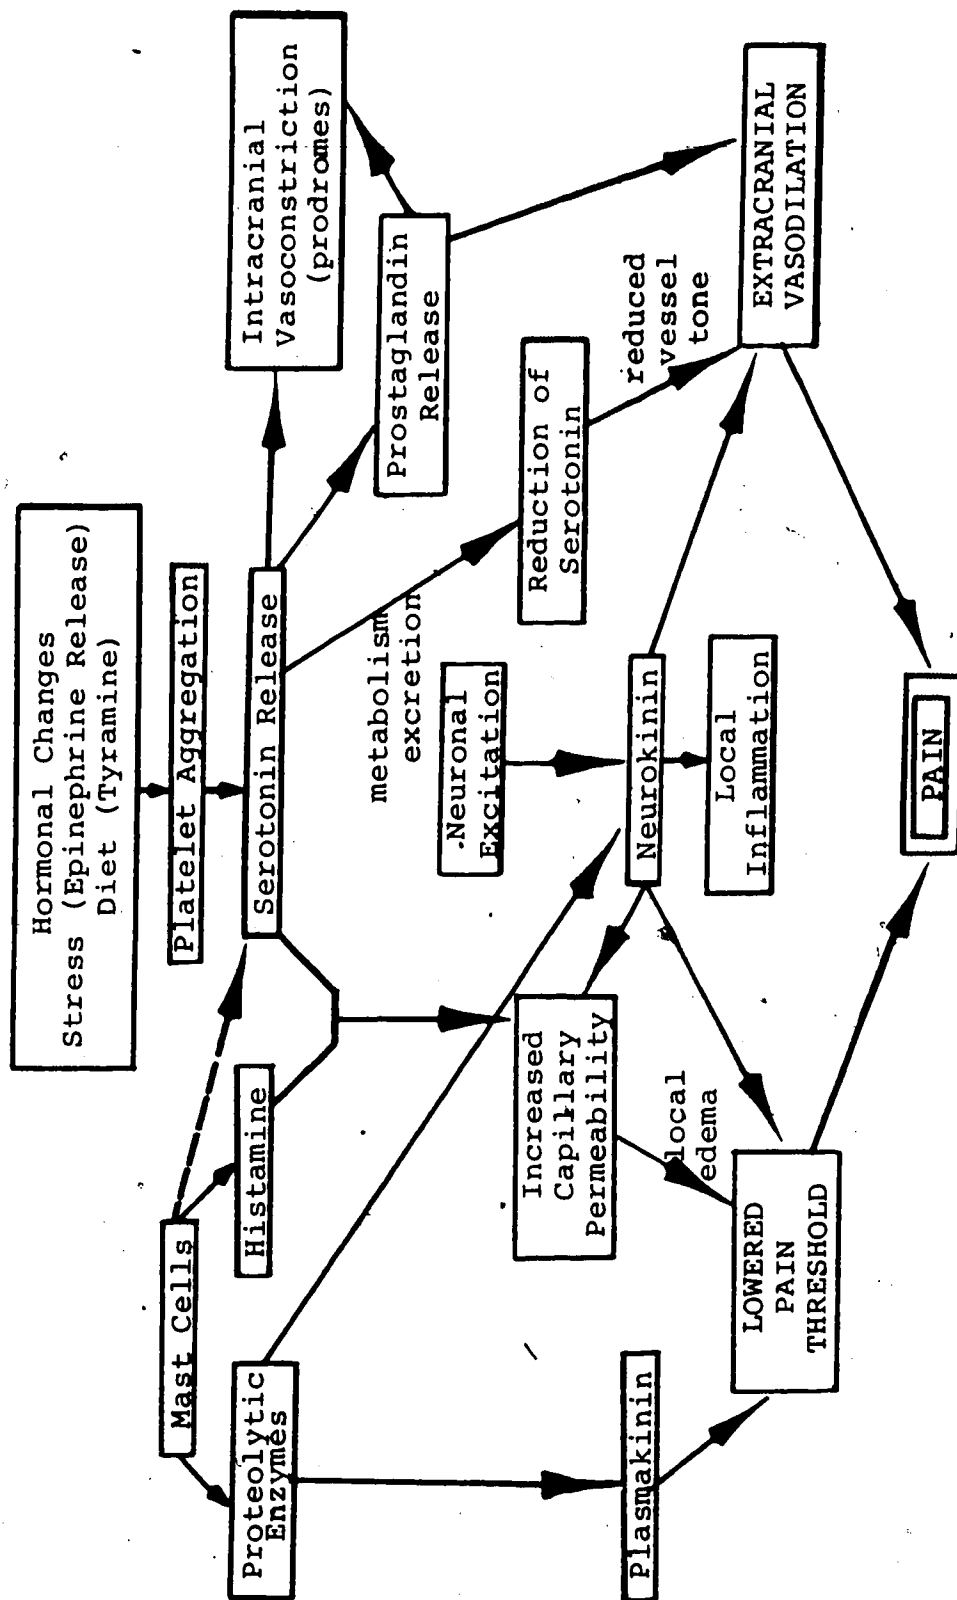 Hormonal Changes
Stress (Epinephrine Release)
Diet (Tyramine)
Mast Cells
Platelet Aggregation
Proteolytic
Enzymes
Histamine
Serotonin Release
Intracranial
Vasoconstriction
(prodromes)
metabolism
excretion
Prostaglandin
Release
Neuronal
Excitation
Increased
Capillary
Permeability
Reduction of
Serotonin
Plasmakinin
Neurokinin
reduced
vessel
tone
local
edema
Local
Inflammation
LOWERED
PAIN
THRESHOLD
EXTRACRANIAL
VASODILATION
PAIN